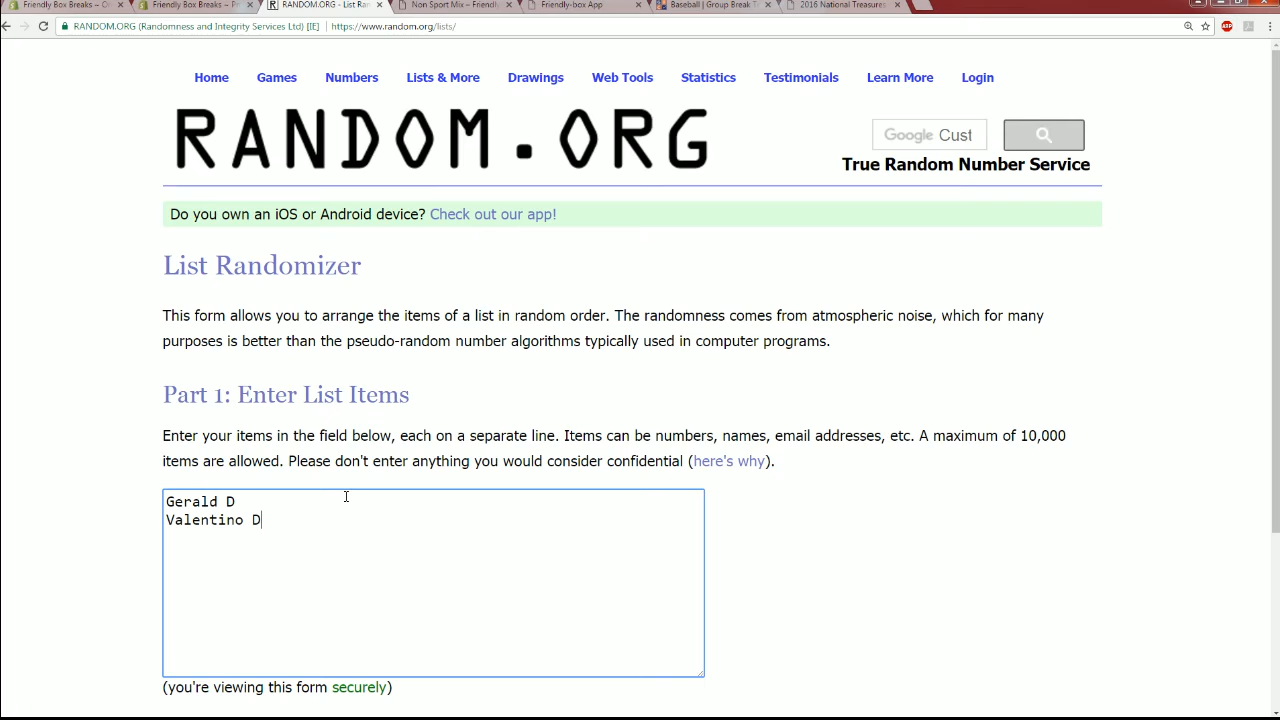 Friendly Box Breaks – O
Friendly Box Breaks – P
RANDOM.ORG - List Ran
Non Sport Mix – Friendly
Friendly-box App
Baseball | Group Break T
2016 National Treasures
RANDOM.ORG (Randomness and Integrity Services Ltd) [IE] https://www.random.org/lists/
Home Games Numbers Lists & More Drawings Web Tools Statistics Testimonials Learn More Login
RANDOM.ORG
Google Cust
True Random Number Service
Do you own an iOS or Android device? Check out our app!
List Randomizer
This form allows you to arrange the items of a list in random order. The randomness comes from atmospheric noise, which for many
purposes is better than the pseudo-random number algorithms typically used in computer programs.
Part 1: Enter List Items
Enter your items in the field below, each on a separate line. Items can be numbers, names, email addresses, etc. A maximum of 10,000
items are allowed. Please don't enter anything you would consider confidential (here's why).
Gerald D
Valentino D
(you're viewing this form securely)